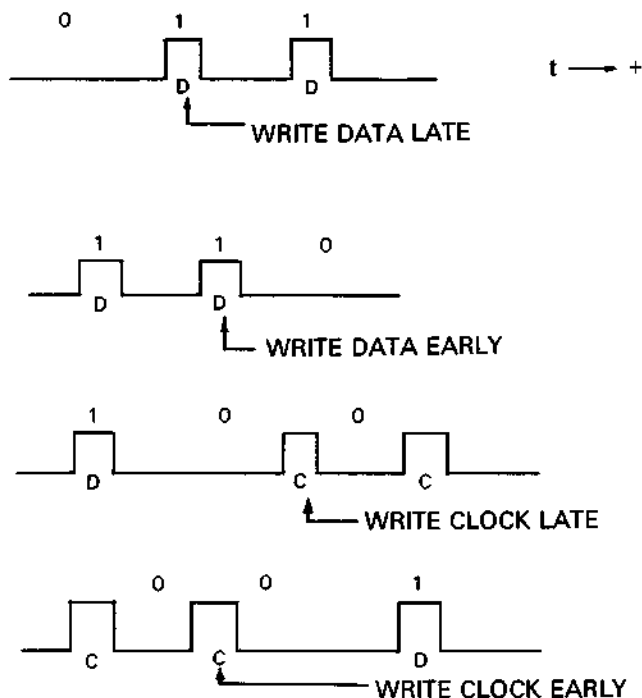 0 1 1
t ⟶ +
D D
WRITE DATA LATE
1 1 0
D D
WRITE DATA EARLY
1 0 0
D C C
WRITE CLOCK LATE
0 0 1
C C D
WRITE CLOCK EARLY